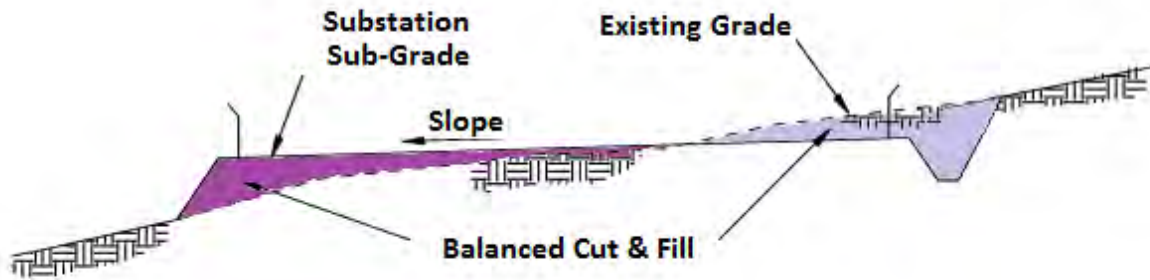 Substation
Sub-Grade
Existing Grade
Slope
Balanced Cut & Fill